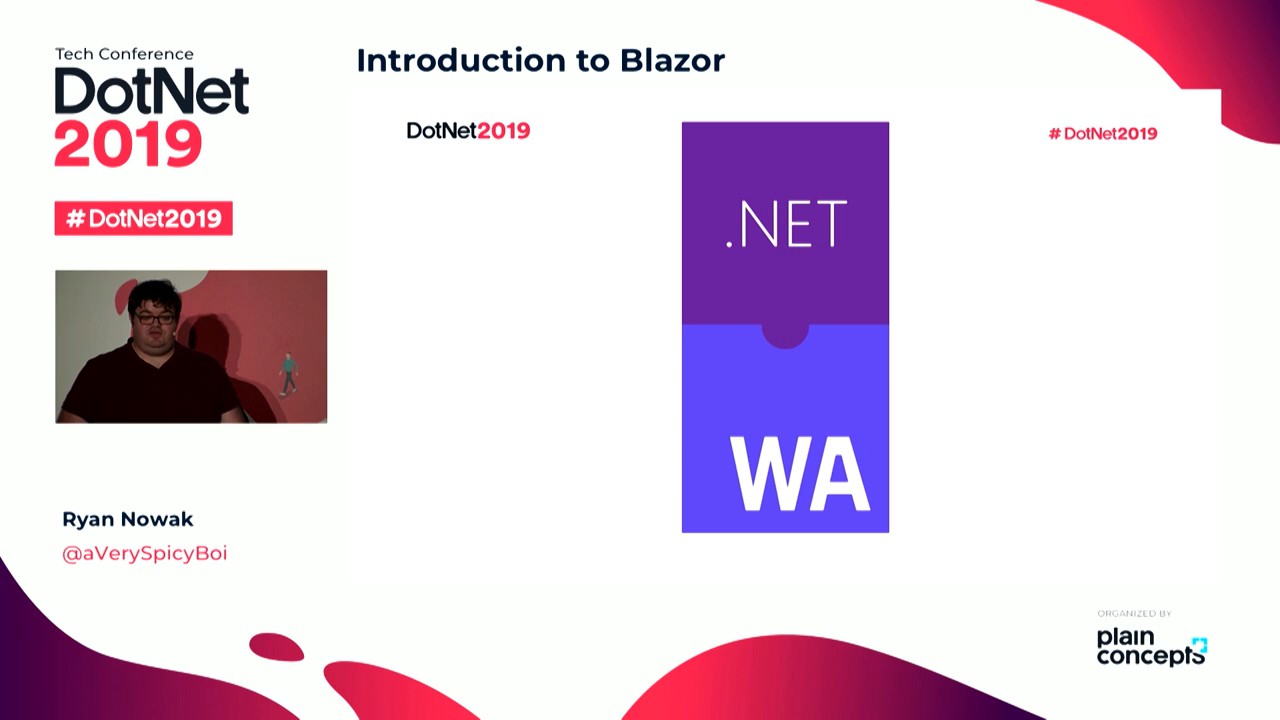 Tech Conference
DotNet
2019
#DotNet2019
Introduction to Blazor
DotNet2019
#DotNet2019
.NET
WA
Ryan Nowak
@aVerySpicyBoi
ORGANIZED BY
plain
concepts